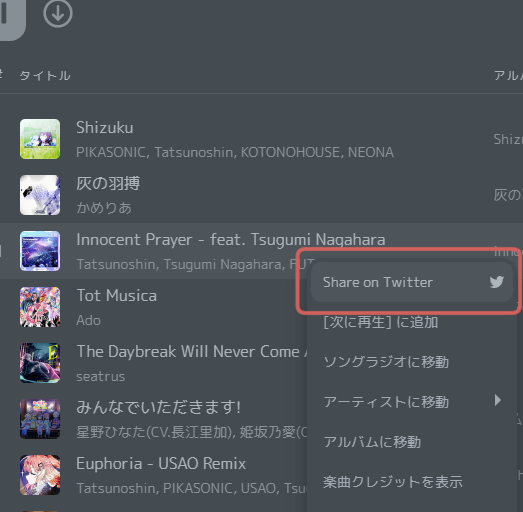 タイトル
アルバ
Shizuku
PIKASONIC, Tatsunoshin, KOTONOHOUSE, NEONA
Shizu
灰の羽搏
かめりあ
灰の
Innocent Prayer - feat. Tsugumi Nagahara
Tatsunoshin, Tsugumi Nagahara, FUT
Share on Twitter
Tot Musica
Ado
[次に再生] に追加
The Daybreak Will Never Come
seatrus
ソングラジオに移動
みんなでいただきます!
星野ひなた(CV.長江里加), 姫坂乃愛(C
アーティストに移動
アルバムに移動
Euphoria - USAO Remix
Tatsunoshin, PIKASONIC, USAO, Tsu
楽曲クレジットを表示